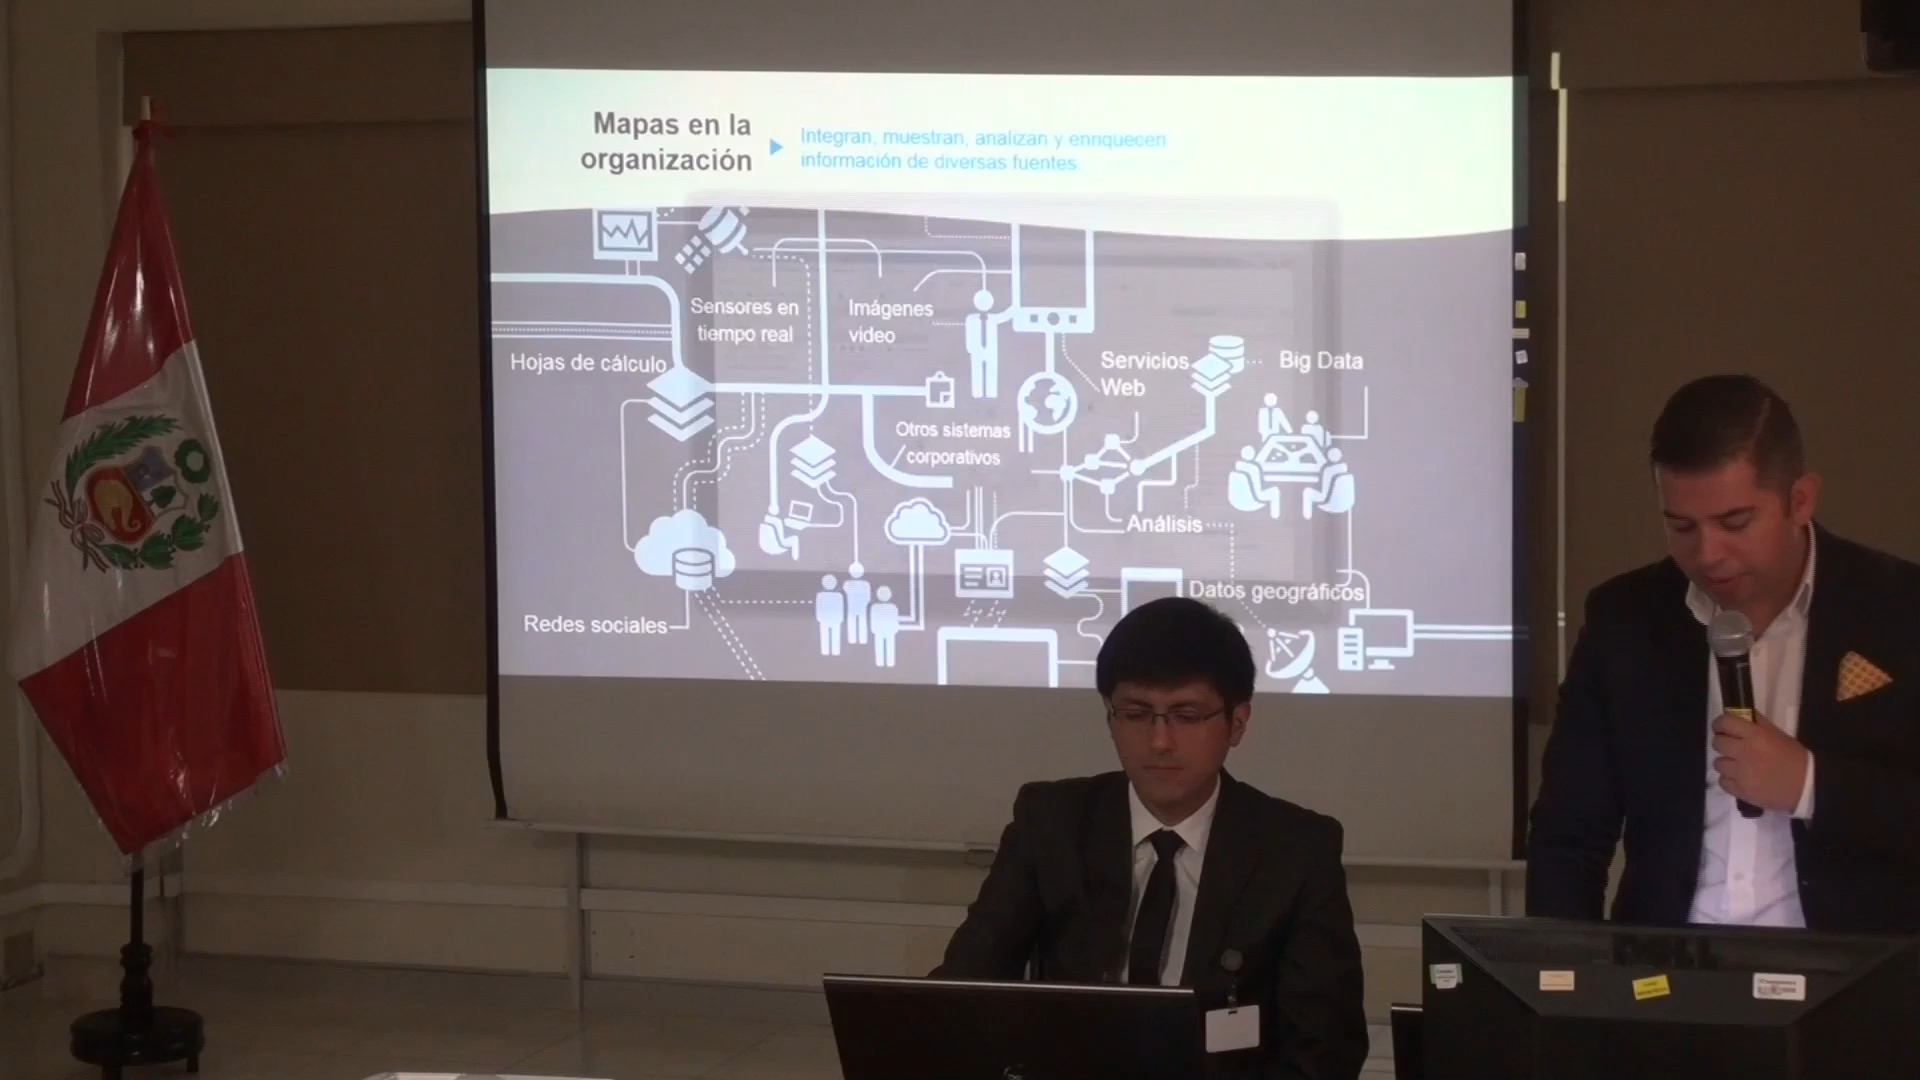 Mapas en la
organización
Integran, muestran, analizan y enriquecen
información de diversas fuentes.
Sensores en
tiempo real
Imágenes
video
Hojas de cálculo
Servicios
Web
Big Data
Otros sistemas
corporativos
Análisis
Datos geográficos
Redes sociales